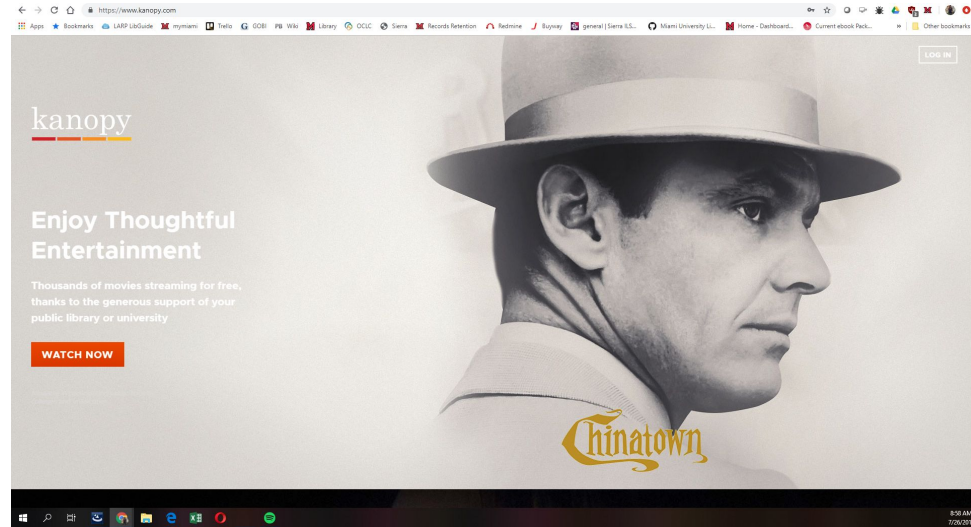 https://www.kanopy.com
Apps Bookmarks LARP LibGuide mymiami Trello GOBI PB Wiki Library OCLC Sierra Records Retention Redmine Buyway general | Sierra ILS... Miami University Li... Home - Dashboard... Current ebook Pack... » Other bookmarks
LOG IN
kanopy
Enjoy Thoughtful
Entertainment
Thousands of movies streaming for free,
thanks to the generous support of your
public library or university
WATCH NOW
Chinatown
8:58 AM